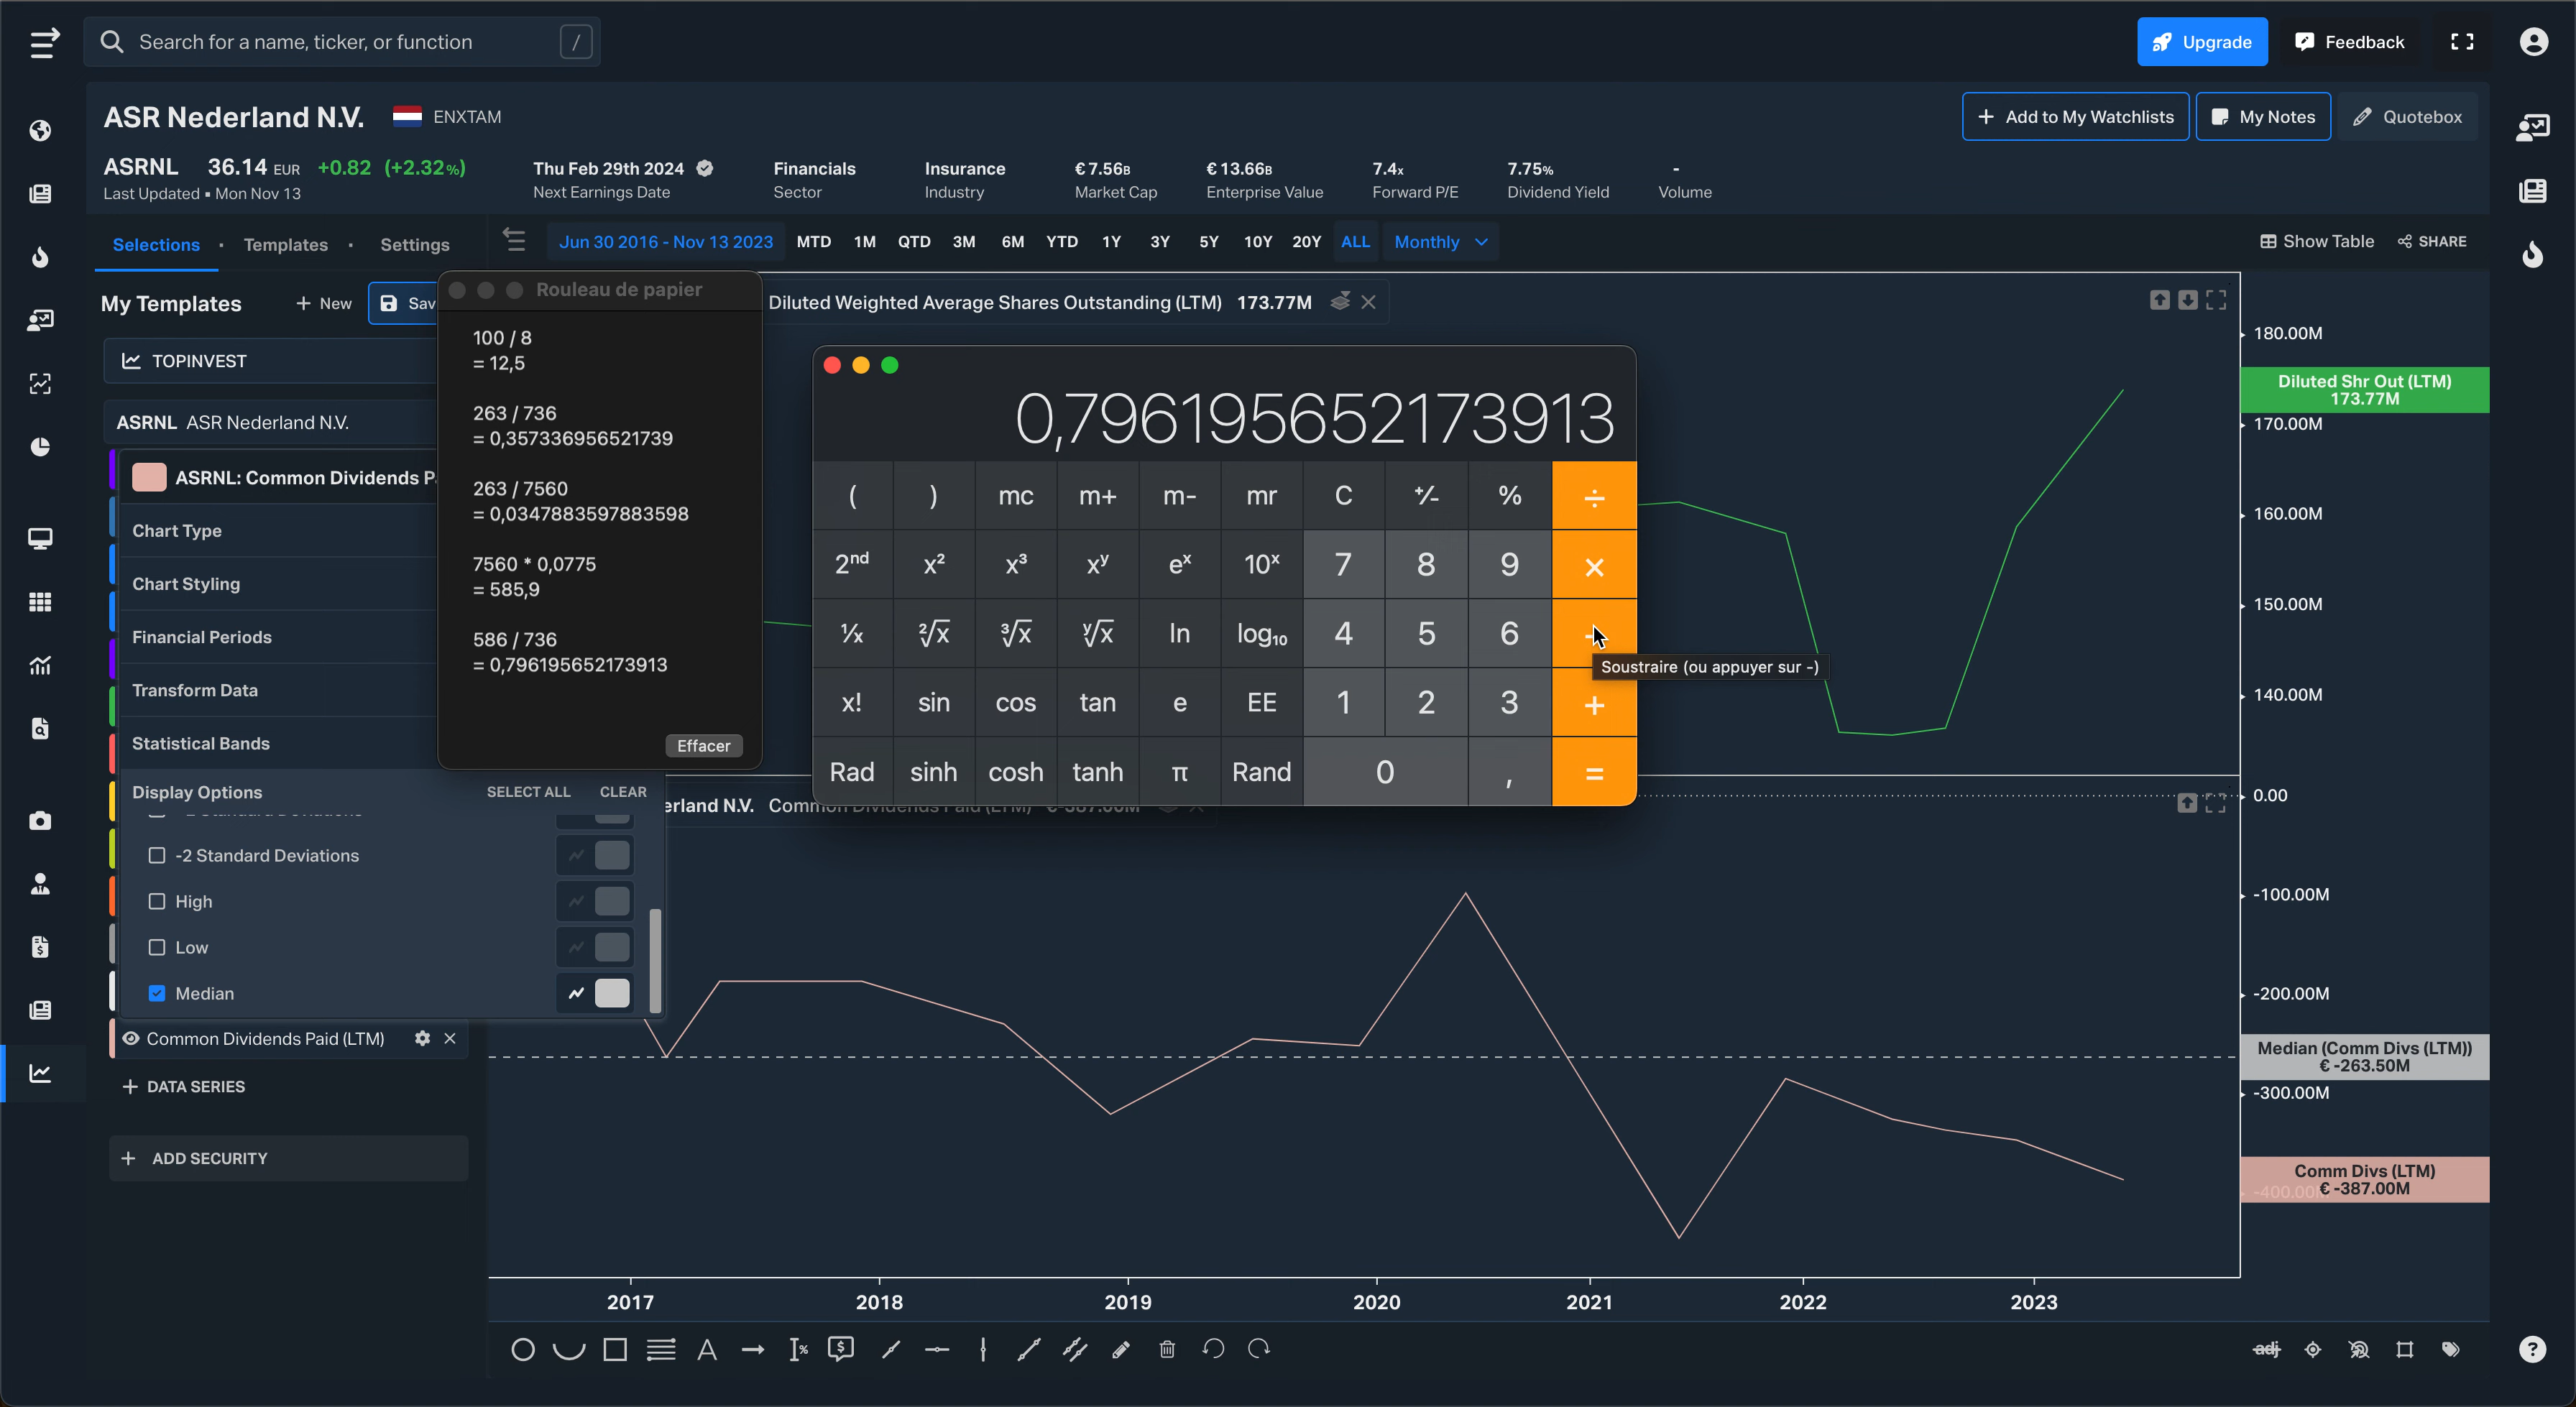 Search for a name, ticker, or function /
Upgrade
Feedback
ASR Nederland N.V. ENXTAM
Add to My Watchlists
My Notes
Quotebox
ASRNL 36.14 EUR +0.82 (+2.32%)
Last Updated ▪ Mon Nov 13
Thu Feb 29th 2024
Next Earnings Date
Financials
Sector
Insurance
Industry
€7.56B
Market Cap
€13.66B
Enterprise Value
7.4x
Forward P/E
7.75%
Dividend Yield
-
Volume
Selections · Templates · Settings
Jun 30 2016 - Nov 13 2023 MTD 1M QTD 3M 6M YTD 1Y 3Y 5Y 10Y 20Y ALL Monthly
Show Table SHARE
My Templates + New Sav
TOPINVEST
ASRNL ASR Nederland N.V.
ASRNL: Common Dividends P
Chart Type
Chart Styling
Financial Periods
Transform Data
Statistical Bands
Display Options SELECT ALL CLEAR
-2 Standard Deviations
High
Low
Median
Common Dividends Paid (LTM)
+ DATA SERIES
+ ADD SECURITY
Rouleau de papier
100 / 8
= 12,5
263 / 736
= 0,357336956521739
263 / 7560
= 0,0347883597883598
7560 * 0,0775
= 585,9
586 / 736
= 0,796195652173913
Effacer
Diluted Weighted Average Shares Outstanding (LTM) 173.77M
0,796195652173913
( ) mc m+ m- mr C +/- % ÷
2nd x² x³ xʸ eˣ 10ˣ 7 8 9 ×
1/x ²√x ³√x ʸ√x ln log10 4 5 6
x! sin cos tan e EE 1 2 3 +
Rad sinh cosh tanh π Rand 0 , =
Soustraire (ou appuyer sur -)
erland N.V. Common Dividends Paid (LTM) €-387.00M
180.00M
Diluted Shr Out (LTM)
173.77M
170.00M
160.00M
150.00M
140.00M
0.00
-100.00M
-200.00M
Median (Comm Divs (LTM))
€ -263.50M
-300.00M
Comm Divs (LTM)
€ -387.00M
-400.00M
2017 2018 2019 2020 2021 2022 2023
A
%
$
adj
?